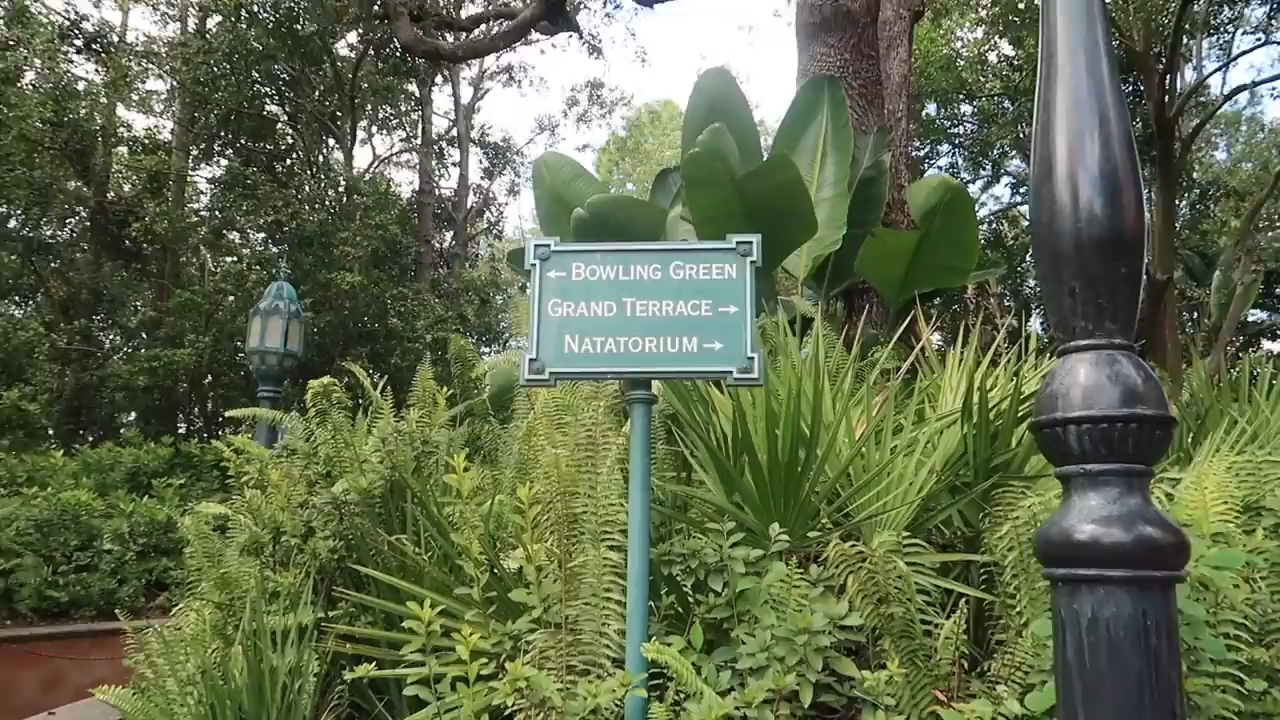 ← BOWLING GREEN
GRAND TERRACE →
NATATORIUM →